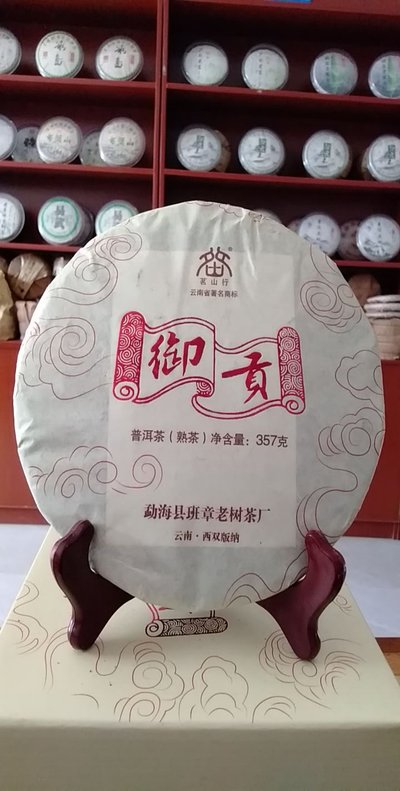 茗山行
®
云南省著名商标
御贡
普洱茶（熟茶）净含量：357克
勐海县班章老树茶厂
云南·西双版纳